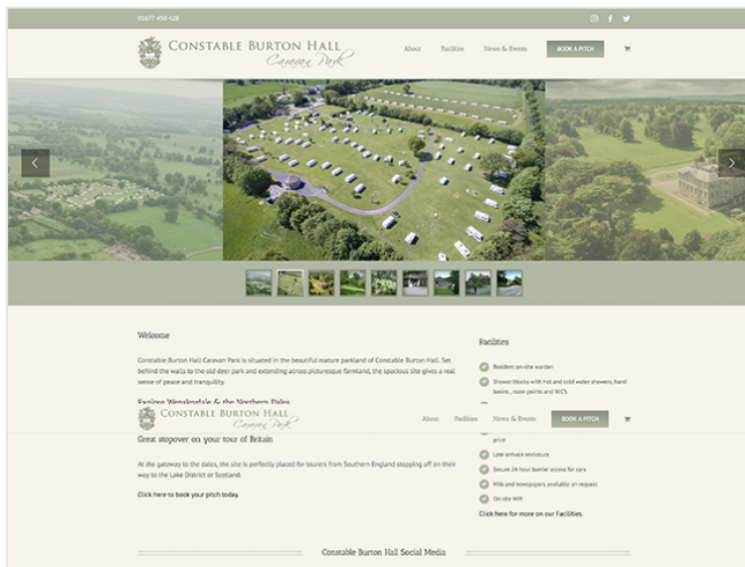 01677 450 428
CONSTABLE BURTON HALL
Caravan Park
About Facilities News & Events BOOK A PITCH
Welcome
Constable Burton Hall Caravan Park is situated in the beautiful mature parkland of Constable Burton Hall. Set
behind the walls to the old deer park and extending across picturesque farmland, the spacious site gives a real
sense of peace and tranquility.
Explore Wensleydale & the Northern Dales
Facilities
Resident on-site warden
Shower blocks with hot and cold water showers, hand
basins, razor points and W.C's
CONSTABLE BURTON HALL
Caravan Park
About Facilities News & Events BOOK A PITCH
Great stopover on your tour of Britain
At the gateway to the dales, the site is perfectly placed for tourers from Southern England stopping off on their
way to the Lake District or Scotland.
Click here to book your pitch today.
price
Late arrivals enclosure
Secure 24 hour barrier access for cars
Milk and newspapers available on request
On-site Wifi
Click here for more on our Facilities.
Constable Burton Hall Social Media